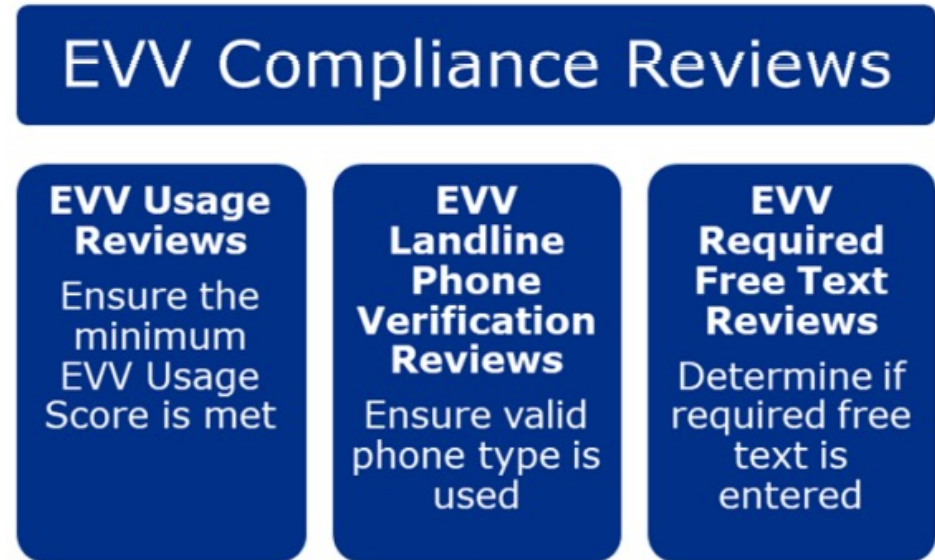 EVV Compliance Reviews
EVV Usage
Reviews
Ensure the
minimum
EVV Usage
Score is met
EVV
Landline
Phone
Verification
Reviews
Ensure valid
phone type is
used
EVV
Required
Free Text
Reviews
Determine if
required free
text is
entered